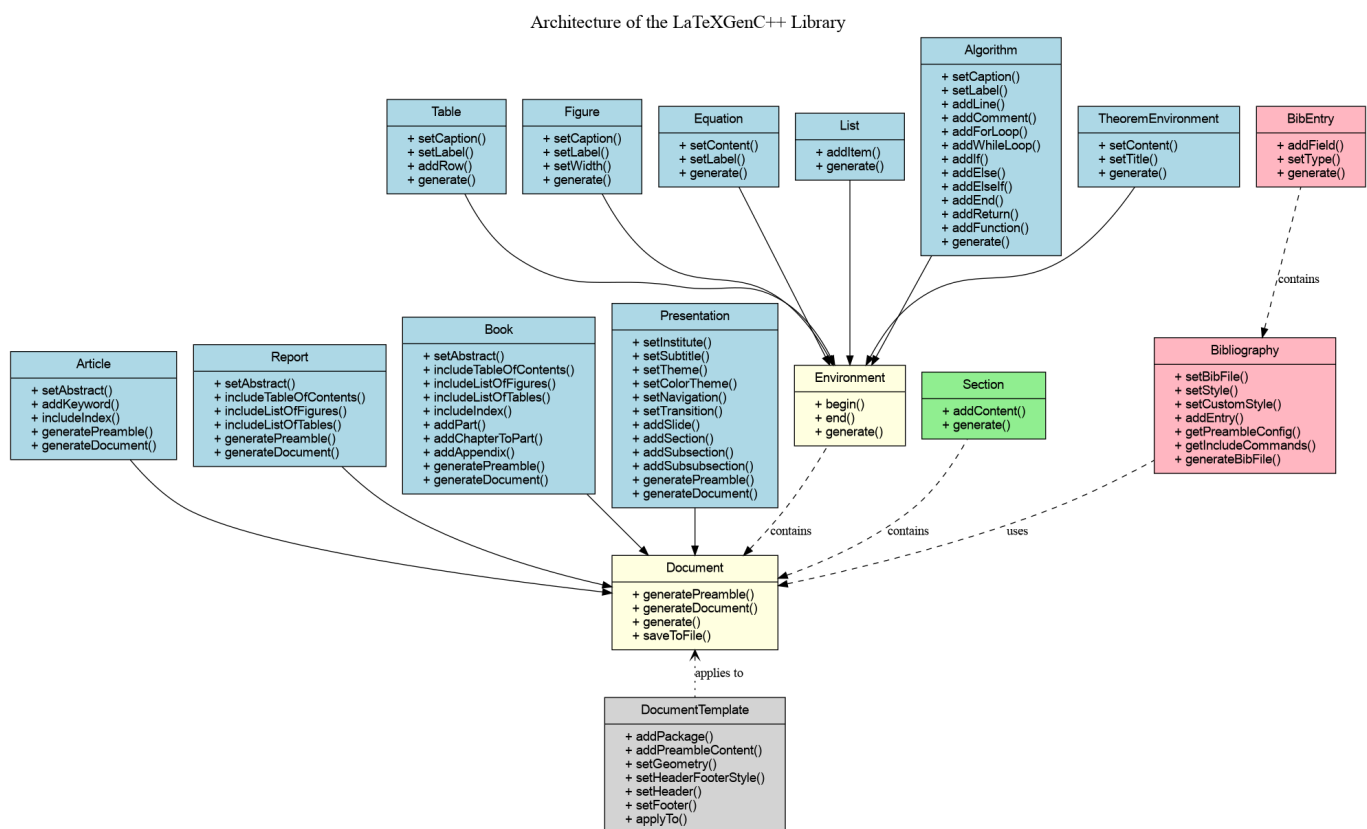 Architecture of the LaTeXGenC++ Library
Algorithm
+ setCaption()
+ setLabel()
+ addLine()
+ addComment()
+ addForLoop()
+ addWhileLoop()
+ addIf()
+ addElse()
+ addElseIf()
+ addEnd()
+ addReturn()
+ addFunction()
+ generate()
Table
+ setCaption()
+ setLabel()
+ addRow()
+ generate()
Figure
+ setCaption()
+ setLabel()
+ setWidth()
+ generate()
Equation
+ setContent()
+ setLabel()
+ generate()
List
+ addItem()
+ generate()
TheoremEnvironment
+ setContent()
+ setTitle()
+ generate()
BibEntry
+ addField()
+ setType()
+ generate()
contains
Article
+ setAbstract()
+ addKeyword()
+ includeIndex()
+ generatePreamble()
+ generateDocument()
Report
+ setAbstract()
+ includeTableOfContents()
+ includeListOfFigures()
+ includeListOfTables()
+ generatePreamble()
+ generateDocument()
Book
+ setAbstract()
+ includeTableOfContents()
+ includeListOfFigures()
+ includeListOfTables()
+ includeIndex()
+ addPart()
+ addChapterToPart()
+ addAppendix()
+ generatePreamble()
+ generateDocument()
Presentation
+ setInstitute()
+ setSubtitle()
+ setTheme()
+ setColorTheme()
+ setNavigation()
+ setTransition()
+ addSlide()
+ addSection()
+ addSubsection()
+ addSubsubsection()
+ generatePreamble()
+ generateDocument()
Environment
+ begin()
+ end()
+ generate()
Section
+ addContent()
+ generate()
Bibliography
+ setBibFile()
+ setStyle()
+ setCustomStyle()
+ addEntry()
+ getPreambleConfig()
+ getIncludeCommands()
+ generateBibFile()
contains
contains
uses
Document
+ generatePreamble()
+ generateDocument()
+ generate()
+ saveToFile()
applies to
DocumentTemplate
+ addPackage()
+ addPreambleContent()
+ setGeometry()
+ setHeaderFooterStyle()
+ setHeader()
+ setFooter()
+ applyTo()